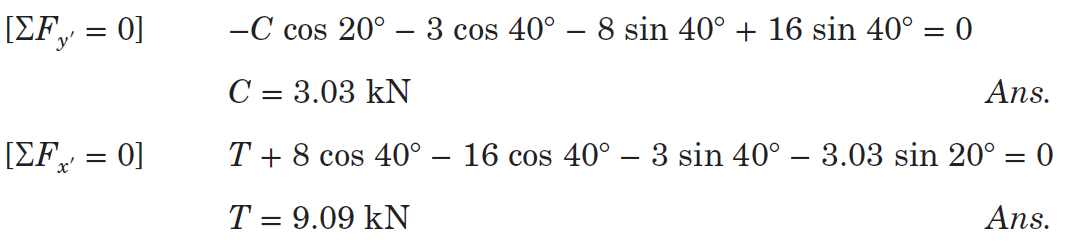 [ΣF_y′ = 0] −C cos 20° − 3 cos 40° − 8 sin 40° + 16 sin 40° = 0
C = 3.03 kN Ans.
[ΣF_x′ = 0] T + 8 cos 40° − 16 cos 40° − 3 sin 40° − 3.03 sin 20° = 0
T = 9.09 kN Ans.